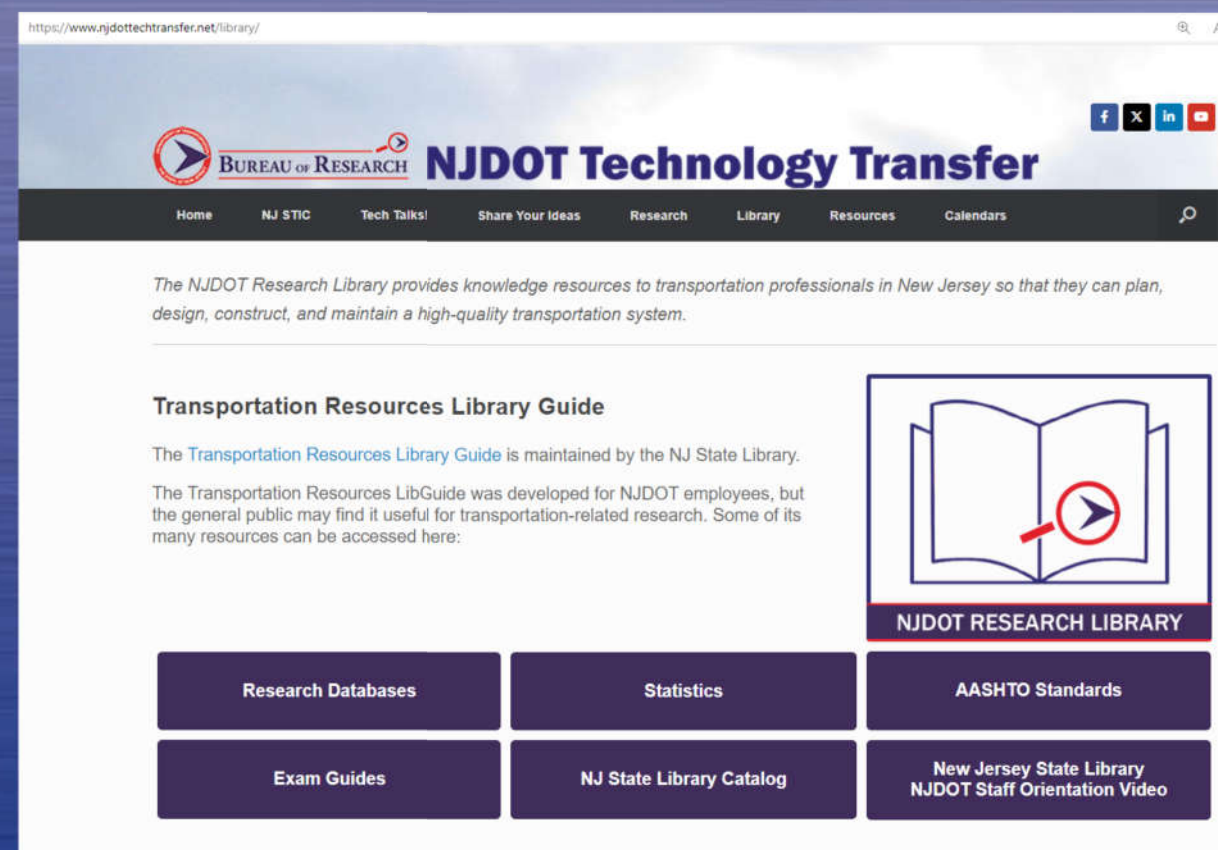 https://www.njdottechtransfer.net/library/
BUREAU OF RESEARCH
NJDOT Technology Transfer
Home NJ STIC Tech Talks! Share Your Ideas Research Library Resources Calendars
The NJDOT Research Library provides knowledge resources to transportation professionals in New Jersey so that they can plan,
design, construct, and maintain a high-quality transportation system.
Transportation Resources Library Guide
The Transportation Resources Library Guide is maintained by the NJ State Library.
The Transportation Resources LibGuide was developed for NJDOT employees, but
the general public may find it useful for transportation-related research. Some of its
many resources can be accessed here:
NJDOT RESEARCH LIBRARY
Research Databases
Statistics
AASHTO Standards
Exam Guides
NJ State Library Catalog
New Jersey State Library
NJDOT Staff Orientation Video